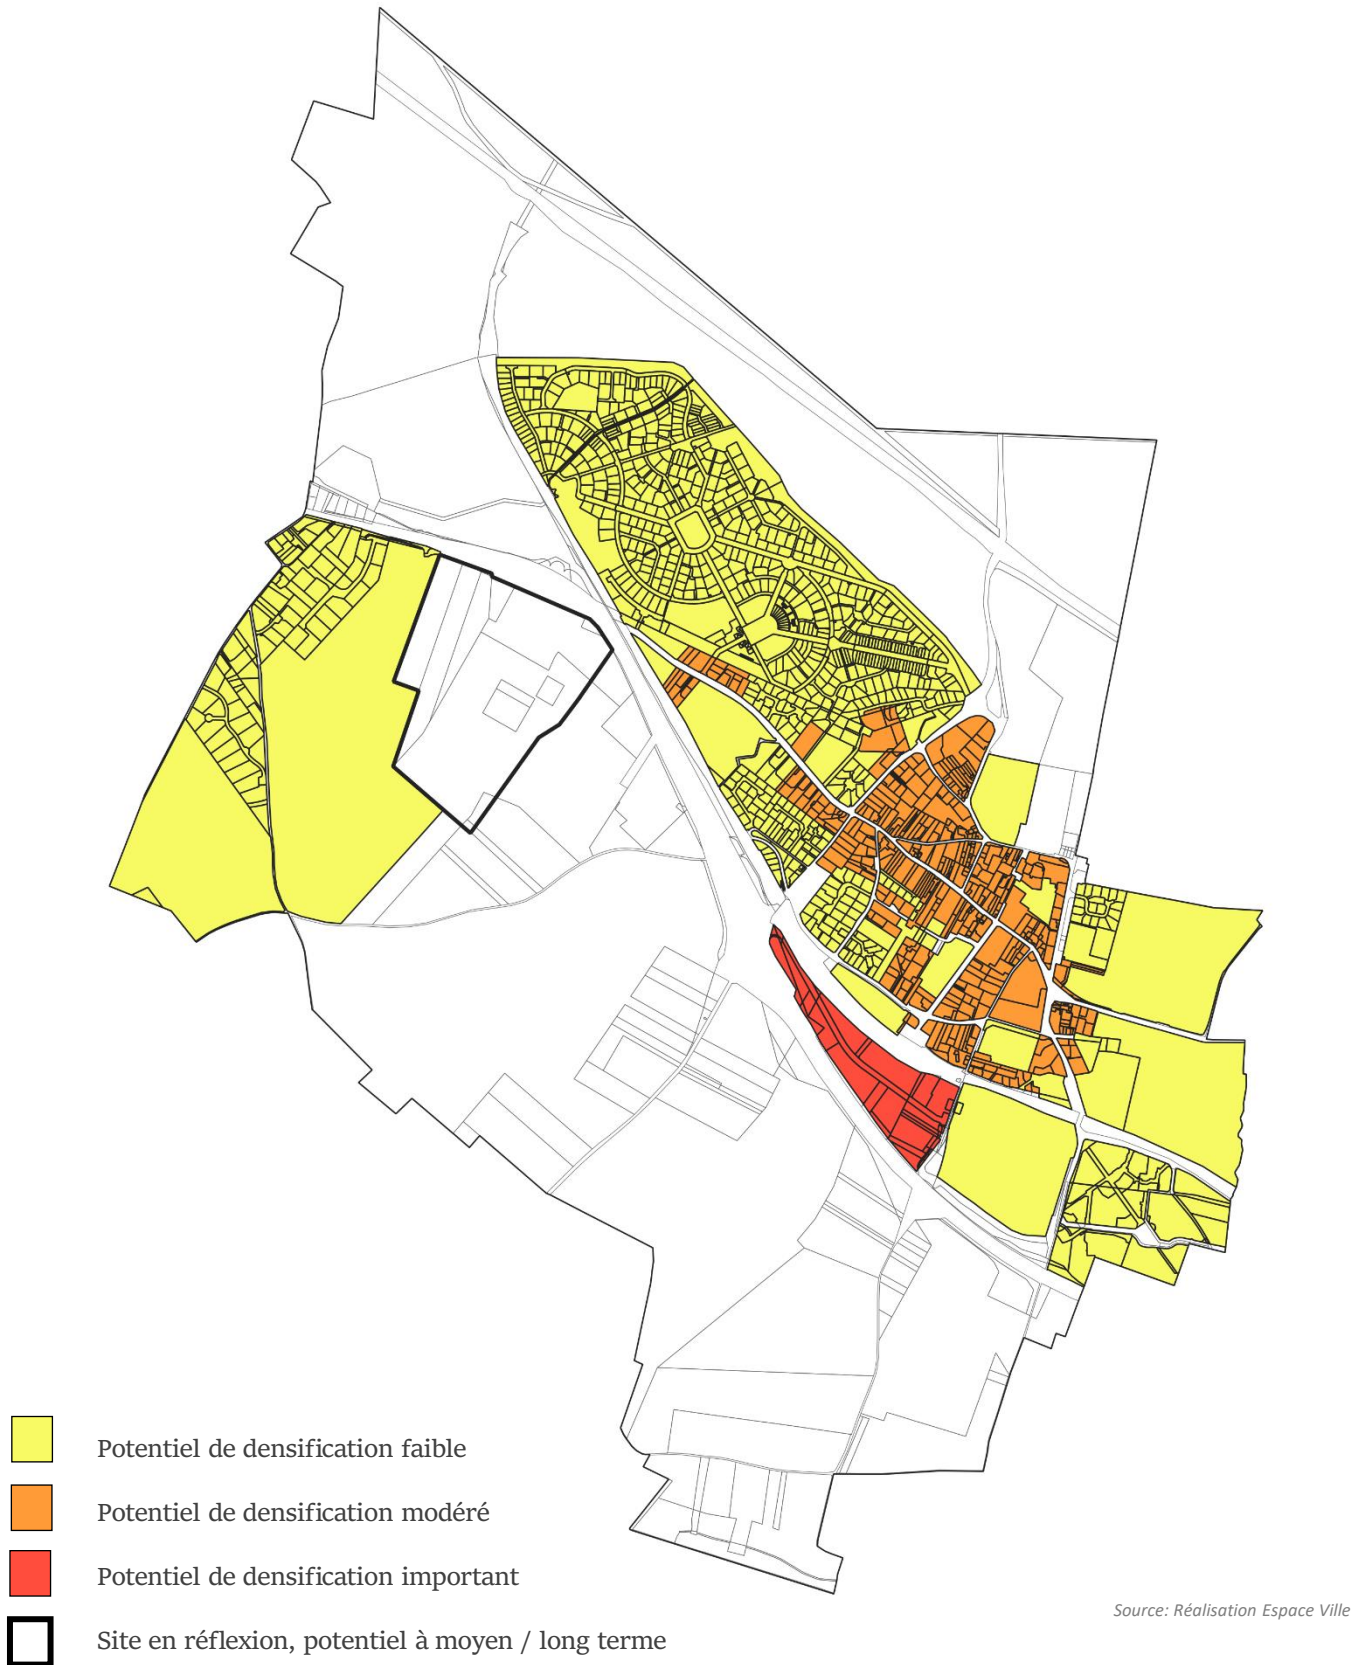 Potentiel de densification faible
Potentiel de densification modéré
Potentiel de densification important
Source: Réalisation Espace Ville
Site en réflexion, potentiel à moyen / long terme